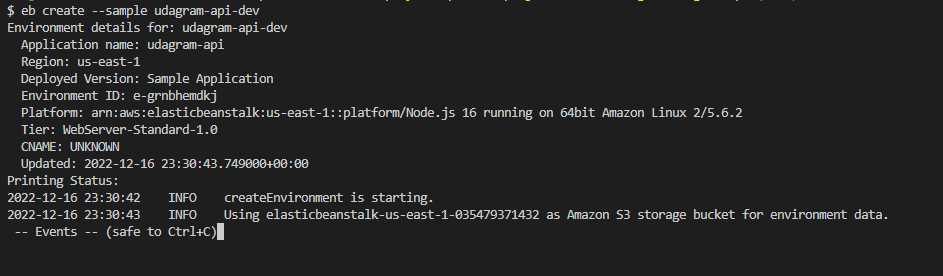 $ eb create --sample udagram-api-dev
Environment details for: udagram-api-dev
  Application name: udagram-api
  Region: us-east-1
  Deployed Version: Sample Application
  Environment ID: e-grnbhemdkj
  Platform: arn:aws:elasticbeanstalk:us-east-1::platform/Node.js 16 running on 64bit Amazon Linux 2/5.6.2
  Tier: WebServer-Standard-1.0
  CNAME: UNKNOWN
  Updated: 2022-12-16 23:30:43.749000+00:00
Printing Status:
2022-12-16 23:30:42    INFO    createEnvironment is starting.
2022-12-16 23:30:43    INFO    Using elasticbeanstalk-us-east-1-035479371432 as Amazon S3 storage bucket for environment data.
 -- Events -- (safe to Ctrl+C)